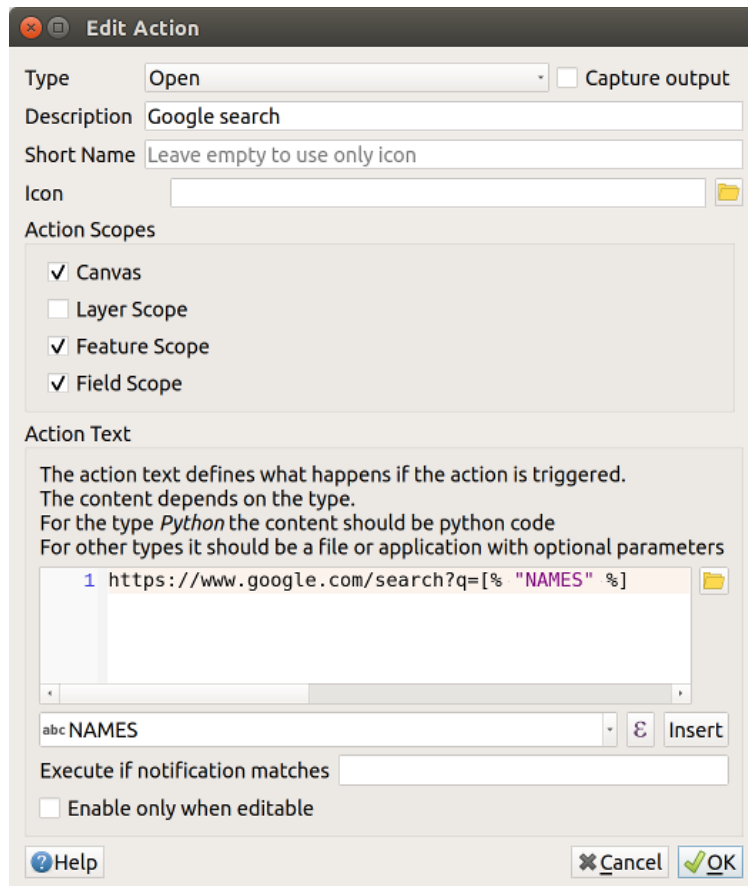 Edit Action
Type Open Capture output
Description Google search
Short Name Leave empty to use only icon
Icon
Action Scopes
Canvas
Layer Scope
Feature Scope
Field Scope
Action Text
The action text defines what happens if the action is triggered.
The content depends on the type.
For the type Python the content should be python code
For other types it should be a file or application with optional parameters
1 https://www.google.com/search?q=[% "NAMES" %]
abc NAMES ε Insert
Execute if notification matches
Enable only when editable
Help Cancel OK